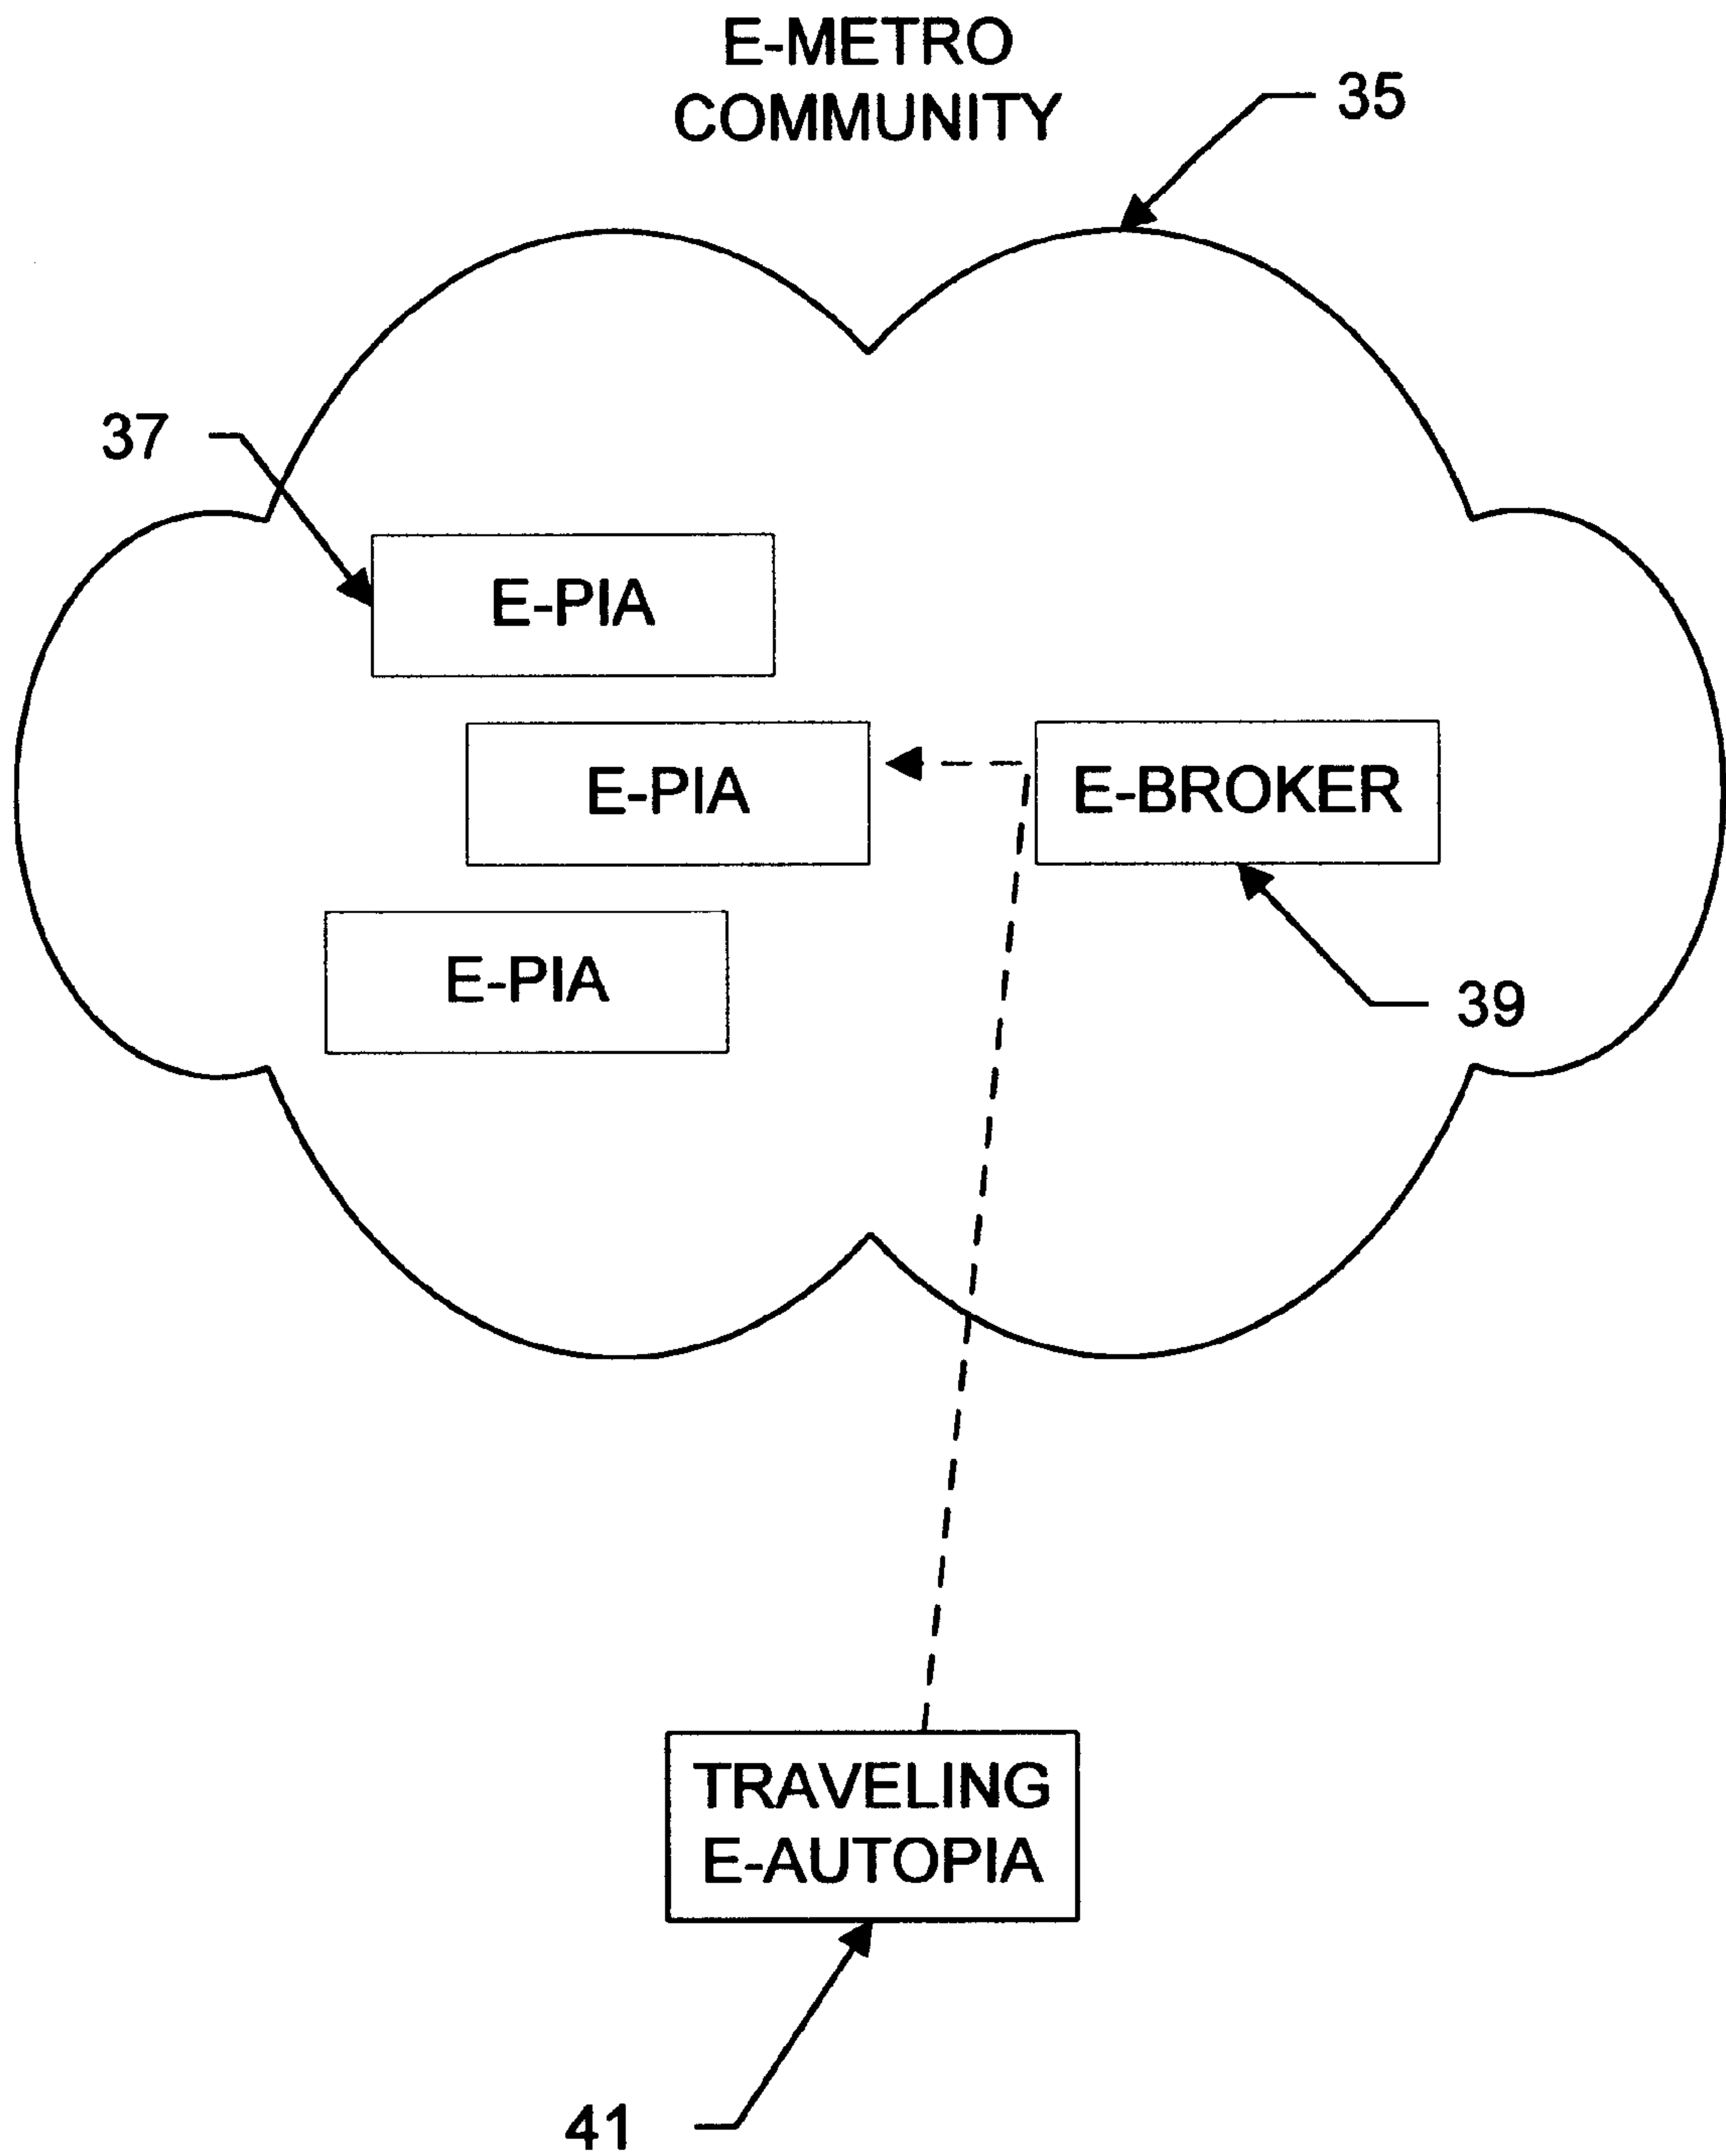 E-METRO
COMMUNITY
35
37
E-PIA
E-PIA
E-BROKER
E-PIA
39
TRAVELING
E-AUTOPIA
41